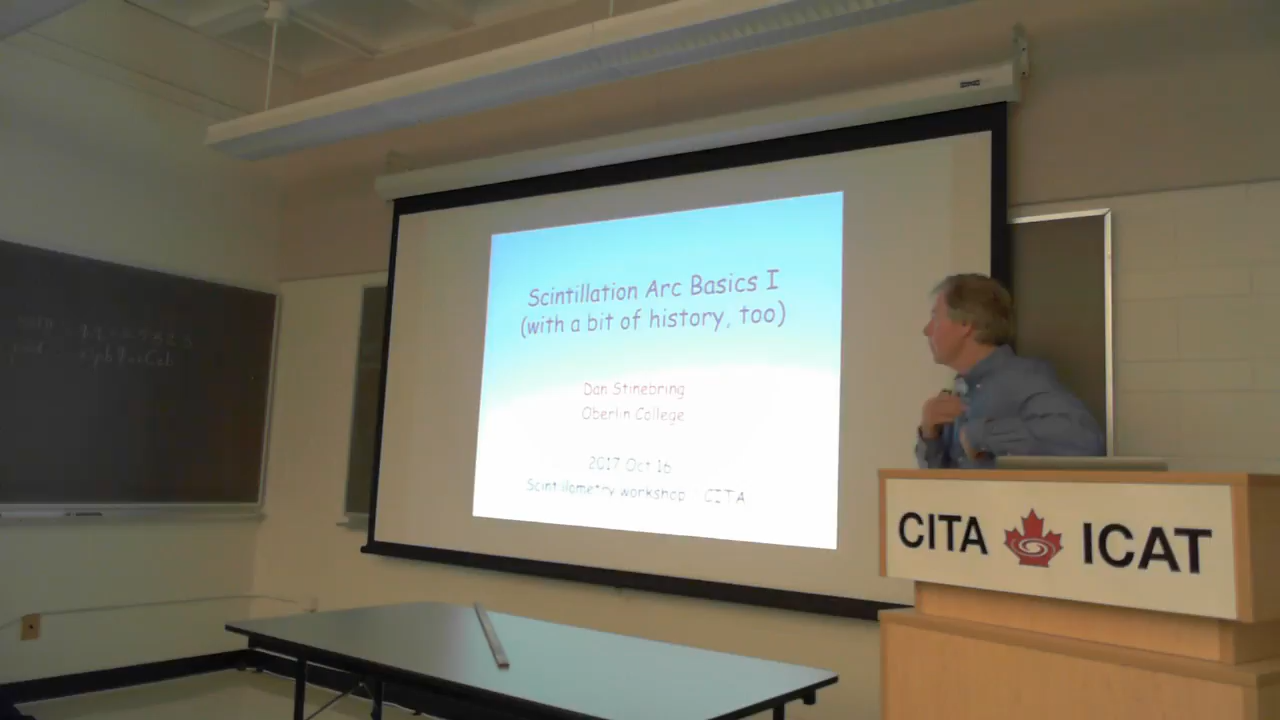 Scintillation Arc Basics I
(with a bit of history, too)
Dan Stinebring
Oberlin College
2017 Oct 16
Scintillometry workshop CITA
CITA ICAT